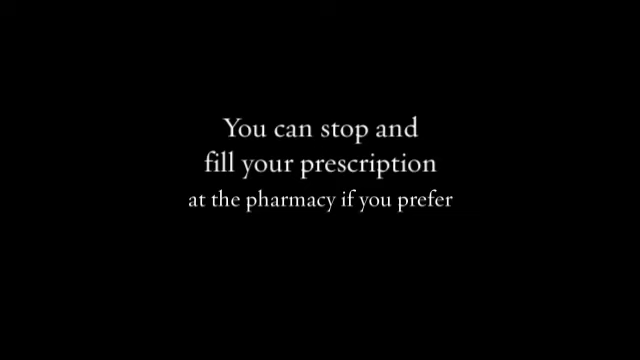 You can stop and
fill your prescription
at the pharmacy if you prefer